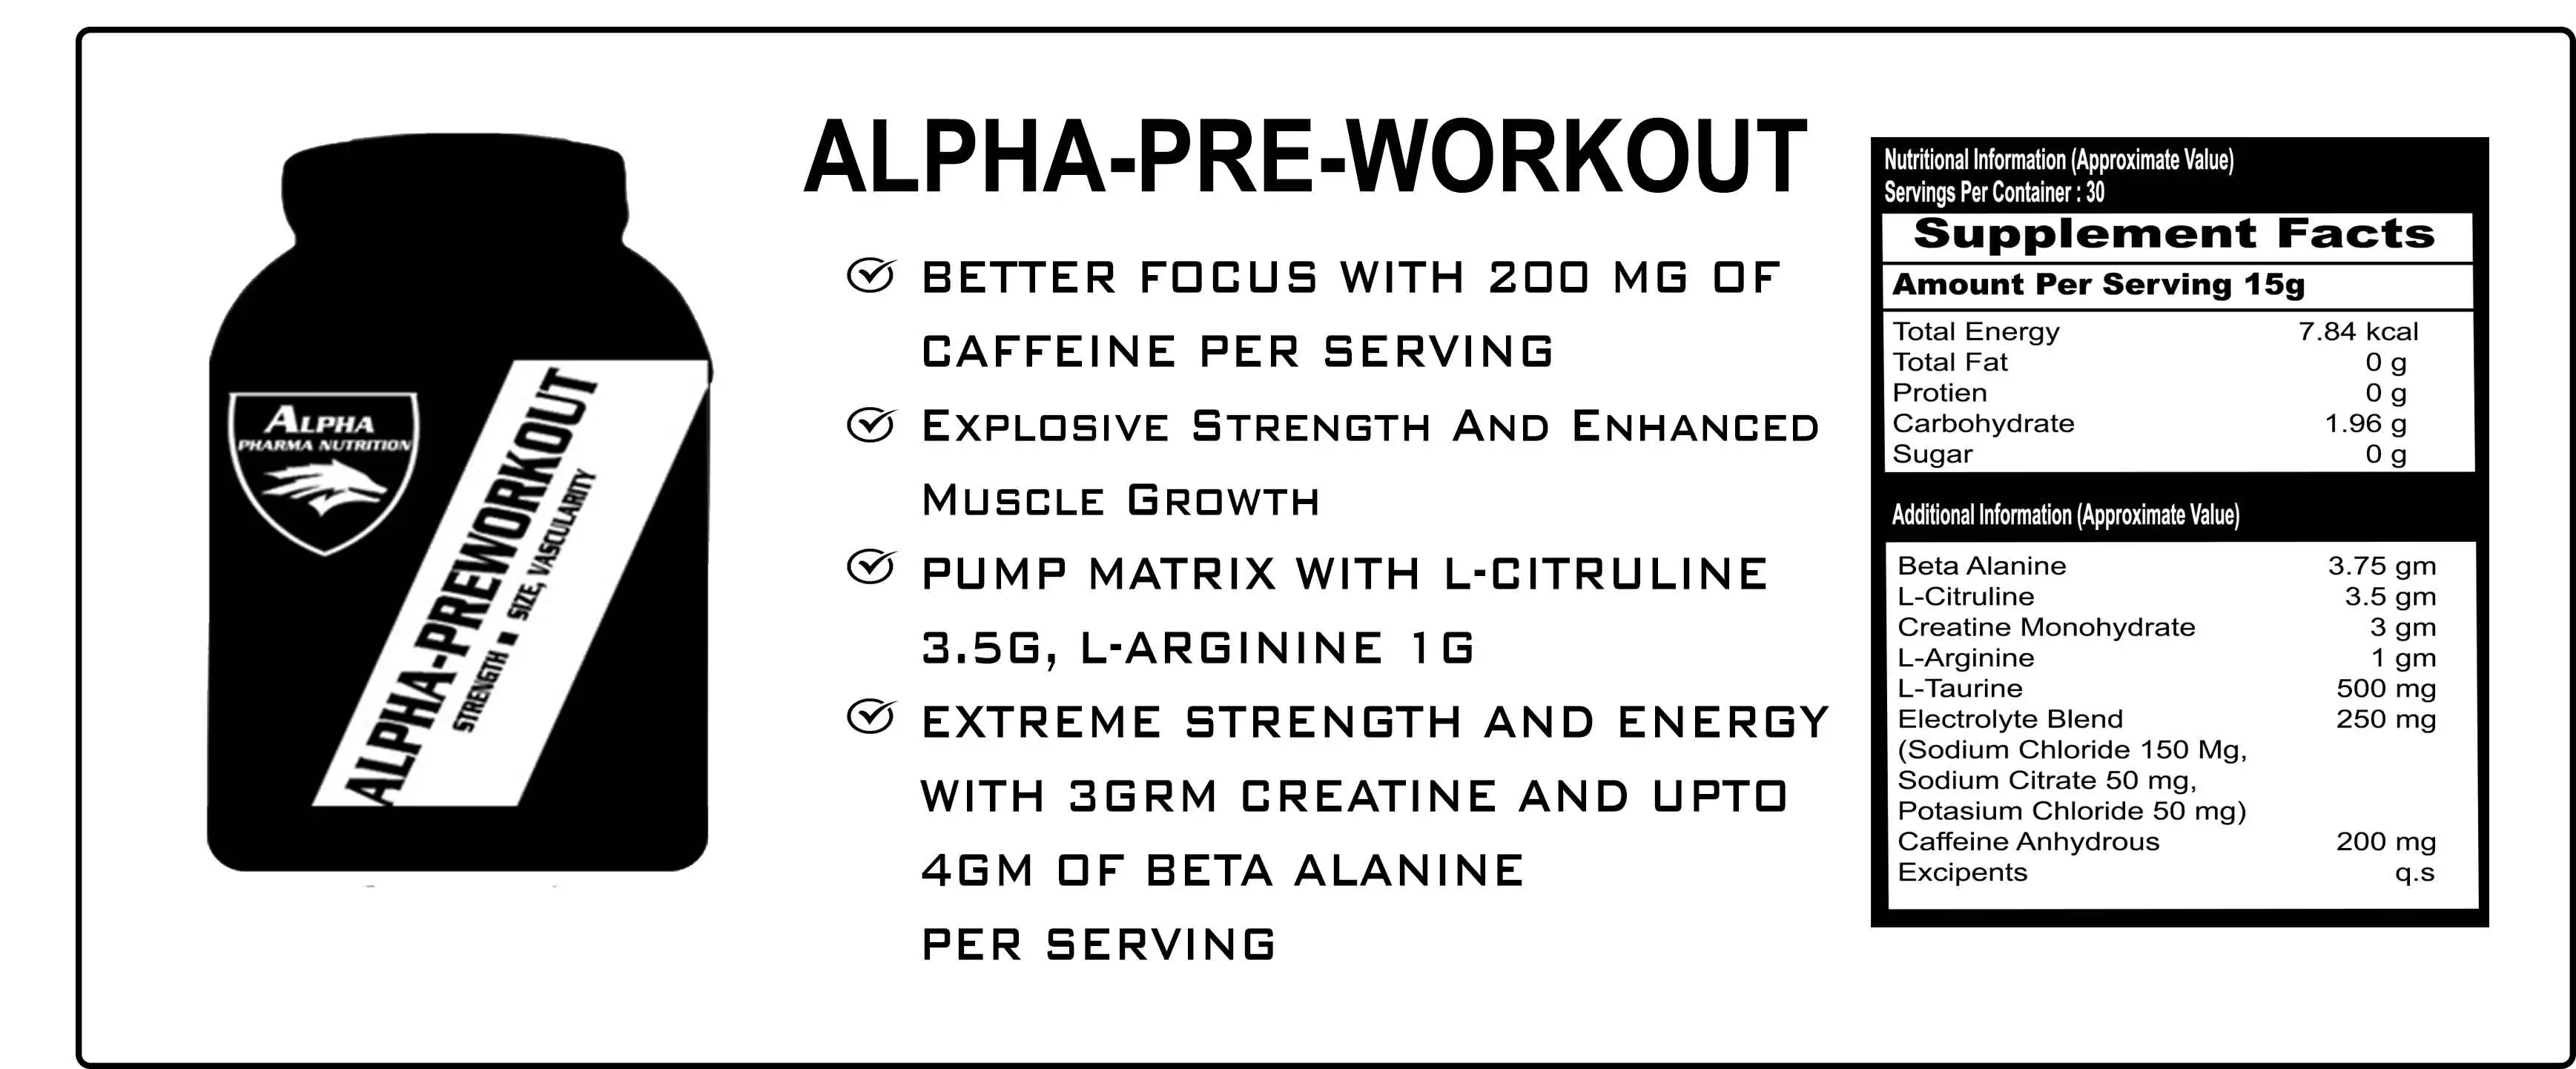 ALPHA
PHARMA NUTRITION
ALPHA-PREWORKOUT
STRENGTH ■ SIZE, VASCULARITY
ALPHA-PRE-WORKOUT
BETTER FOCUS WITH 200 MG OF
CAFFEINE PER SERVING
EXPLOSIVE STRENGTH AND ENHANCED
MUSCLE GROWTH
PUMP MATRIX WITH L-CITRULINE
3.5G, L-ARGININE 1G
EXTREME STRENGTH AND ENERGY
WITH 3GRM CREATINE AND UPTO
4GM OF BETA ALANINE
PER SERVING
Nutritional Information (Approximate Value)
Servings Per Container : 30
Supplement Facts
Amount Per Serving 15g
Total Energy 7.84 kcal
Total Fat 0 g
Protien 0 g
Carbohydrate 1.96 g
Sugar 0 g
Additional Information (Approximate Value)
Beta Alanine 3.75 gm
L-Citruline 3.5 gm
Creatine Monohydrate 3 gm
L-Arginine 1 gm
L-Taurine 500 mg
Electrolyte Blend 250 mg
(Sodium Chloride 150 Mg,
Sodium Citrate 50 mg,
Potasium Chloride 50 mg)
Caffeine Anhydrous 200 mg
Excipents q.s